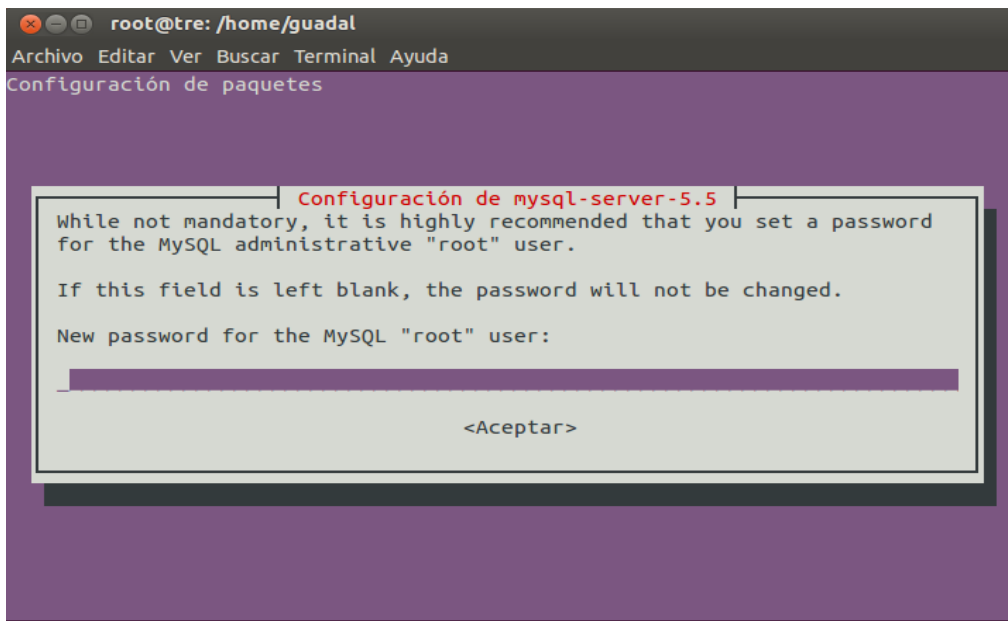 root@tre: /home/guadal
Archivo Editar Ver Buscar Terminal Ayuda
Configuración de paquetes
Configuración de mysql-server-5.5
While not mandatory, it is highly recommended that you set a password
for the MySQL administrative "root" user.
If this field is left blank, the password will not be changed.
New password for the MySQL "root" user:
<Aceptar>